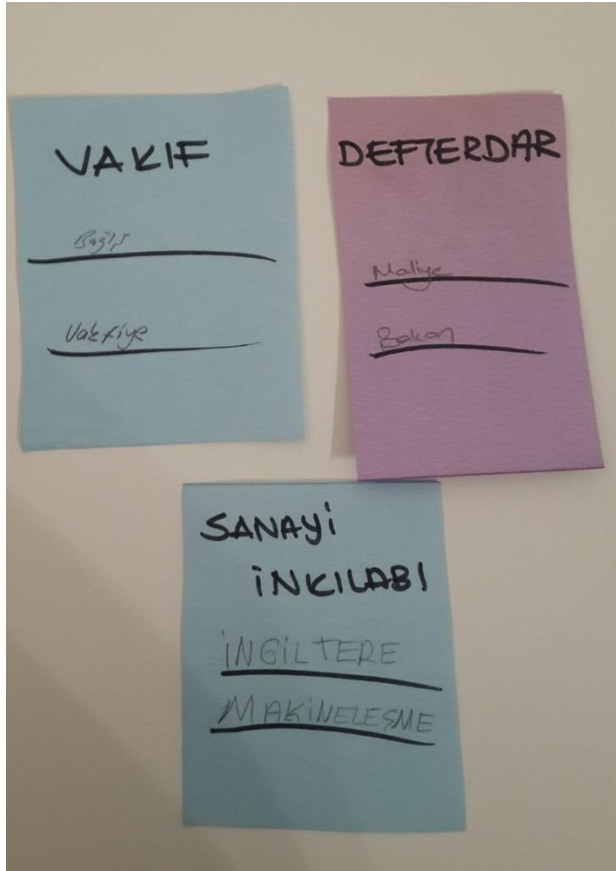 VAKIF
Bağış
Vakfiye
DEFTERDAR
Maliye
Bakan
SANAYİ
İNKILABI
İNGİLTERE
MAKİNELEŞME